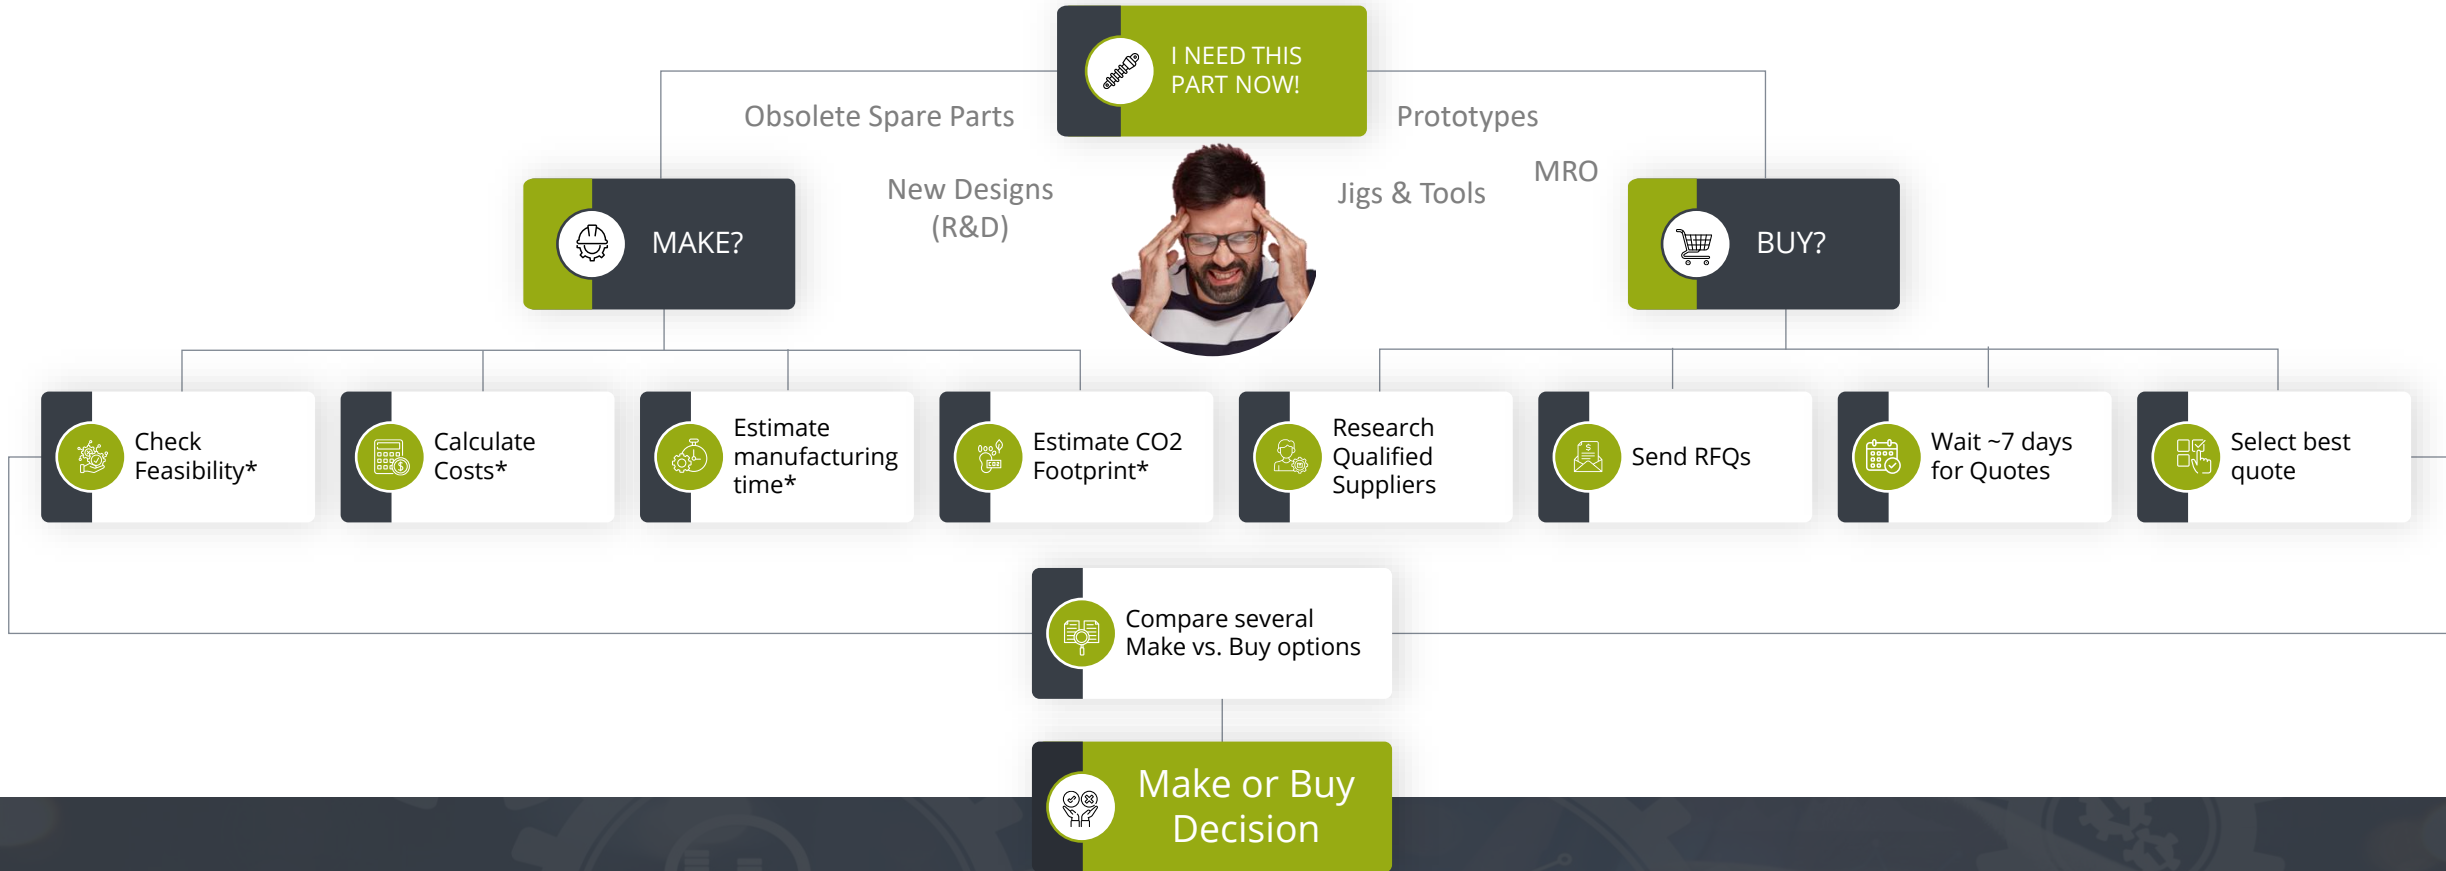 I NEED THIS
PART NOW!
Obsolete Spare Parts
Prototypes
New Designs
(R&D)
Jigs & Tools
MRO
MAKE?
BUY?
Check
Feasibility*
Calculate
Costs*
Estimate
manufacturing
time*
Estimate CO2
Footprint*
Research
Qualified
Suppliers
Send RFQs
Wait ~7 days
for Quotes
Select best
quote
Compare several
Make vs. Buy options
Make or Buy
Decision